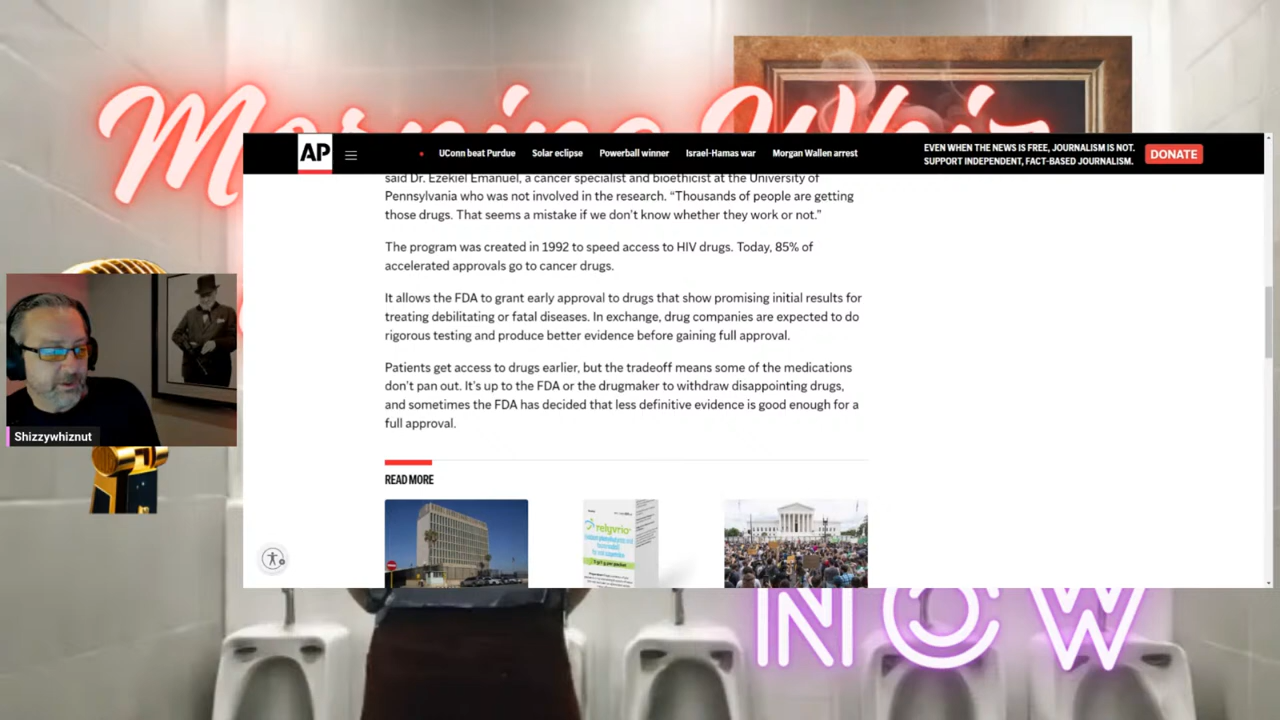 Morning Whiz
AP
UConn beat Purdue
Solar eclipse
Powerball winner
Israel-Hamas war
Morgan Wallen arrest
EVEN WHEN THE NEWS IS FREE, JOURNALISM IS NOT.
SUPPORT INDEPENDENT, FACT-BASED JOURNALISM.
DONATE
said Dr. Ezekiel Emanuel, a cancer specialist and bioethicist at the University of
Pennsylvania who was not involved in the research. “Thousands of people are getting
those drugs. That seems a mistake if we don’t know whether they work or not.”
The program was created in 1992 to speed access to HIV drugs. Today, 85% of
accelerated approvals go to cancer drugs.
It allows the FDA to grant early approval to drugs that show promising initial results for
treating debilitating or fatal diseases. In exchange, drug companies are expected to do
rigorous testing and produce better evidence before gaining full approval.
Patients get access to drugs earlier, but the tradeoff means some of the medications
don’t pan out. It’s up to the FDA or the drugmaker to withdraw disappointing drugs,
and sometimes the FDA has decided that less definitive evidence is good enough for a
full approval.
Shizzywhiznut
READ MORE
relyvrio
NOW